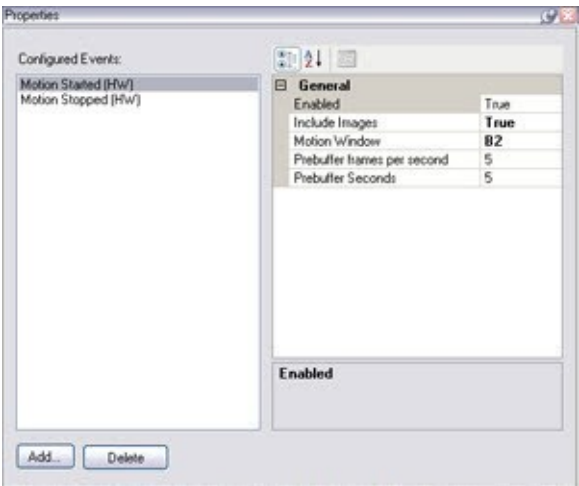 Properties
Configured Events:
Motion Started (HW)
Motion Stopped (HW)
General
Enabled True
Include Images True
Motion Window B2
Prebuffer frames per second 5
Prebuffer Seconds 5
Enabled
Add... Delete